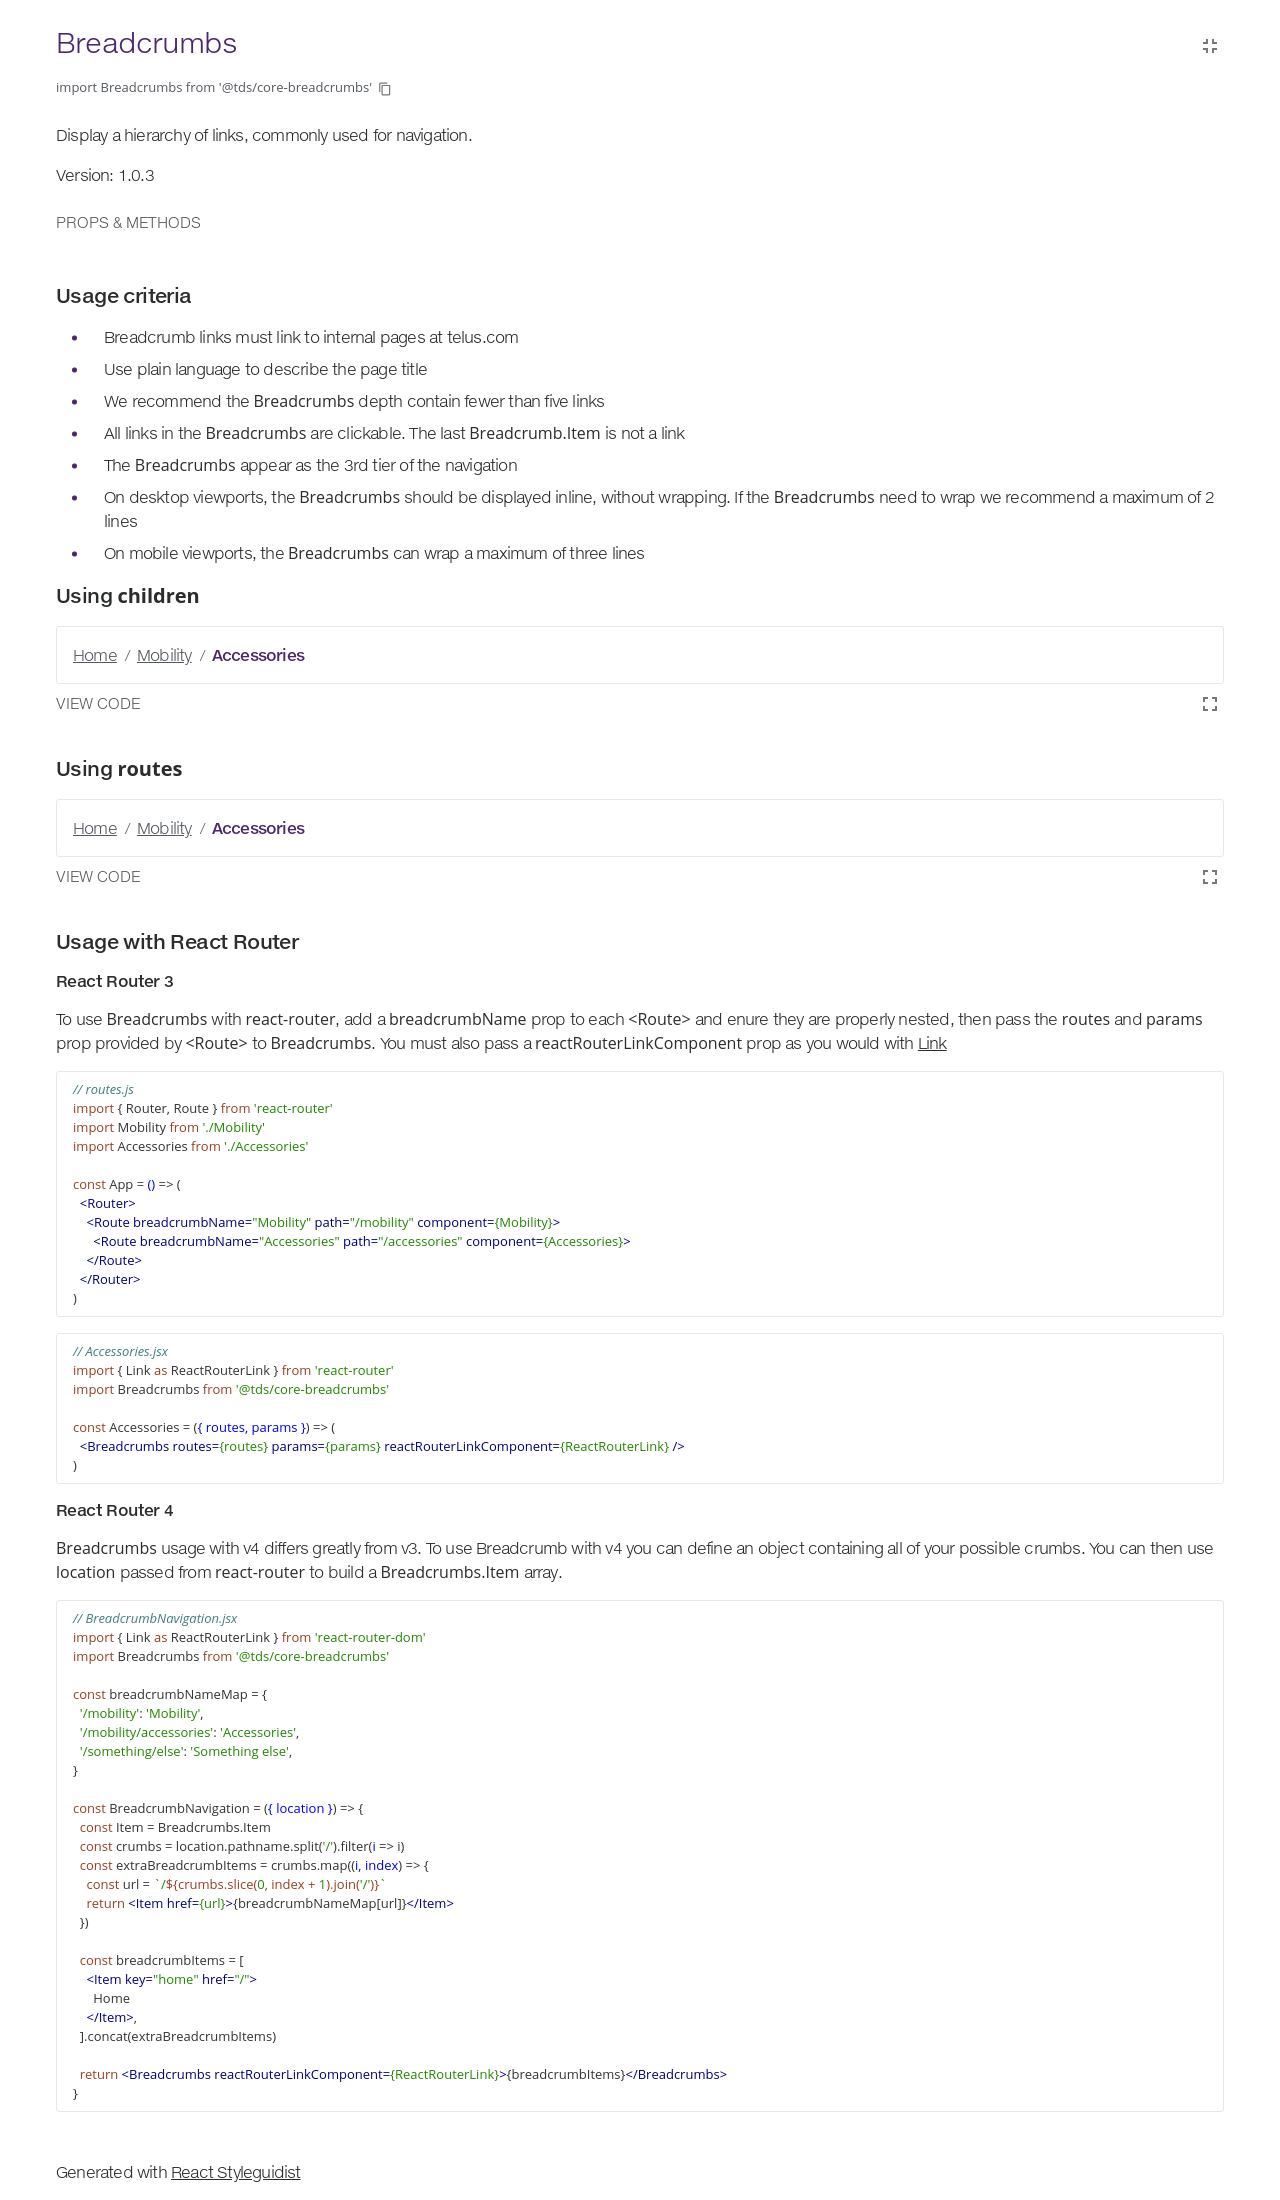 Breadcrumbs
import Breadcrumbs from '@tds/core-breadcrumbs'
Display a hierarchy of links, commonly used for navigation.
Version: 1.0.3
PROPS & METHODS
Usage criteria
• Breadcrumb links must link to internal pages at telus.com
• Use plain language to describe the page title
• We recommend the Breadcrumbs depth contain fewer than five links
• All links in the Breadcrumbs are clickable. The last Breadcrumb.Item is not a link
• The Breadcrumbs appear as the 3rd tier of the navigation
• On desktop viewports, the Breadcrumbs should be displayed inline, without wrapping. If the Breadcrumbs need to wrap we recommend a maximum of 2
lines
• On mobile viewports, the Breadcrumbs can wrap a maximum of three lines
Using children
Home / Mobility / Accessories
VIEW CODE
Using routes
Home / Mobility / Accessories
VIEW CODE
Usage with React Router
React Router 3
To use Breadcrumbs with react-router, add a breadcrumbName prop to each <Route> and enure they are properly nested, then pass the routes and params
prop provided by <Route> to Breadcrumbs. You must also pass a reactRouterLinkComponent prop as you would with Link
// routes.js
import { Router, Route } from 'react-router'
import Mobility from './Mobility'
import Accessories from './Accessories'
const App = () => (
<Router>
<Route breadcrumbName="Mobility" path="/mobility" component={Mobility}>
<Route breadcrumbName="Accessories" path="/accessories" component={Accessories}>
</Route>
</Router>
)
// Accessories.jsx
import { Link as ReactRouterLink } from 'react-router'
import Breadcrumbs from '@tds/core-breadcrumbs'
const Accessories = ({ routes, params }) => (
<Breadcrumbs routes={routes} params={params} reactRouterLinkComponent={ReactRouterLink} />
)
React Router 4
Breadcrumbs usage with v4 differs greatly from v3. To use Breadcrumb with v4 you can define an object containing all of your possible crumbs. You can then use
location passed from react-router to build a Breadcrumbs.Item array.
// BreadcrumbNavigation.jsx
import { Link as ReactRouterLink } from 'react-router-dom'
import Breadcrumbs from '@tds/core-breadcrumbs'
const breadcrumbNameMap = {
'/mobility': 'Mobility',
'/mobility/accessories': 'Accessories',
'/something/else': 'Something else',
}
const BreadcrumbNavigation = ({ location }) => {
const Item = Breadcrumbs.Item
const crumbs = location.pathname.split('/').filter(i => i)
const extraBreadcrumbItems = crumbs.map((i, index) => {
const url = `/${crumbs.slice(0, index + 1).join('/')}`
return <Item href={url}>{breadcrumbNameMap[url]}</Item>
})
const breadcrumbItems = [
<Item key="home" href="/">
Home
</Item>,
].concat(extraBreadcrumbItems)
return <Breadcrumbs reactRouterLinkComponent={ReactRouterLink}>{breadcrumbItems}</Breadcrumbs>
}
Generated with React Styleguidist